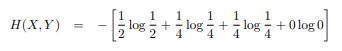 H(X,Y) = −[1/2 log 1/2 + 1/4 log 1/4 + 1/4 log 1/4 + 0 log 0]